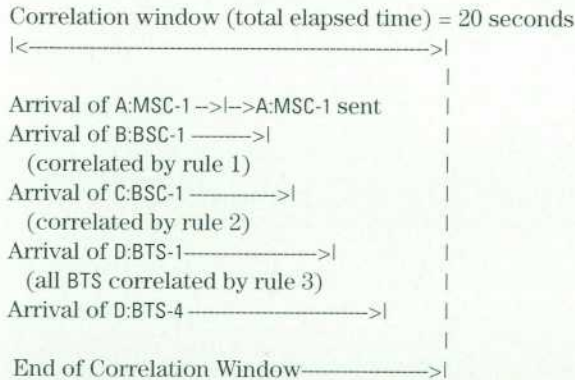 Correlation window (total elapsed time) = 20 seconds
|<------------------------------------------------------->|
|
Arrival of A:MSC-1 -->|-->A:MSC-1 sent |
Arrival of B:BSC-1 --------->| |
(correlated by rule 1) |
Arrival of C:BSC-1 ------------->| |
(correlated by rule 2) |
Arrival of D:BTS-1-------------------->| |
(all BTS correlated by rule 3) |
Arrival of D:BTS-4 --------------------------->| |
|
End of Correlation Window------------------->|